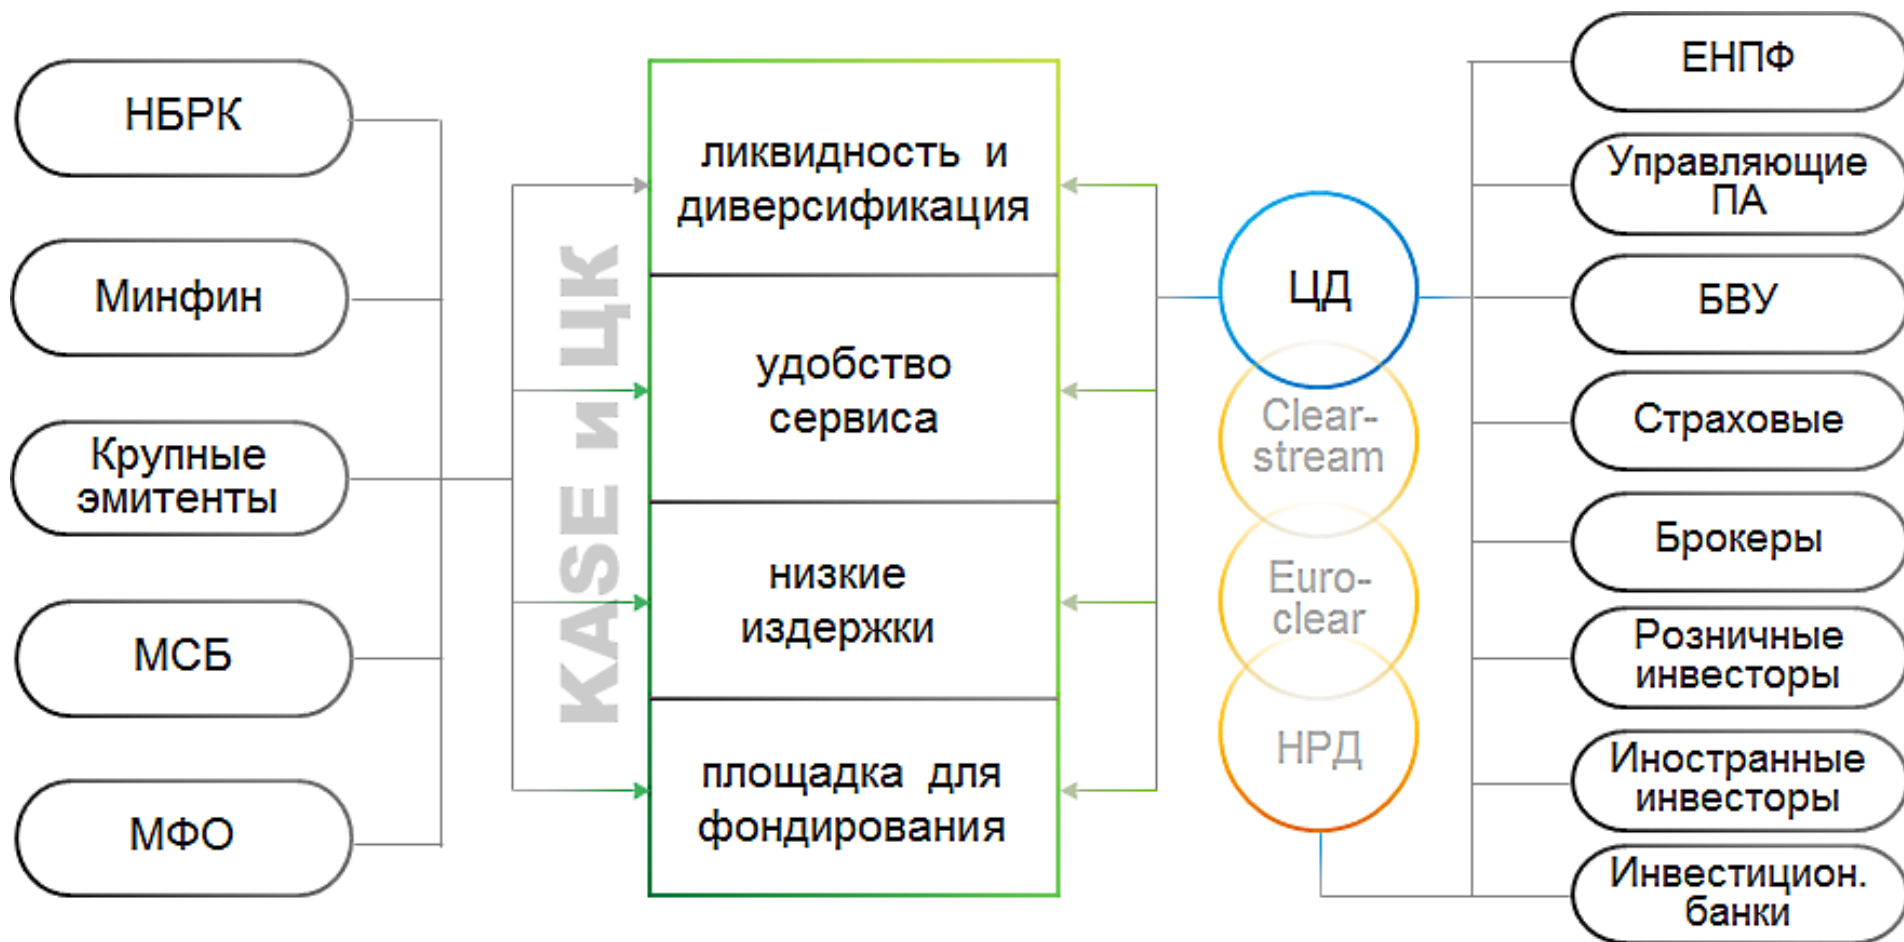 НБРК
Минфин
Крупные
эмитенты
МСБ
МФО
KASE и ЦК
ликвидность и
диверсификация
удобство
сервиса
низкие
издержки
площадка для
фондирования
ЦД
Clear-
stream
Euro-
clear
НРД
ЕНПФ
Управляющие
ПА
БВУ
Страховые
Брокеры
Розничные
инвесторы
Иностранные
инвесторы
Инвестицион.
банки